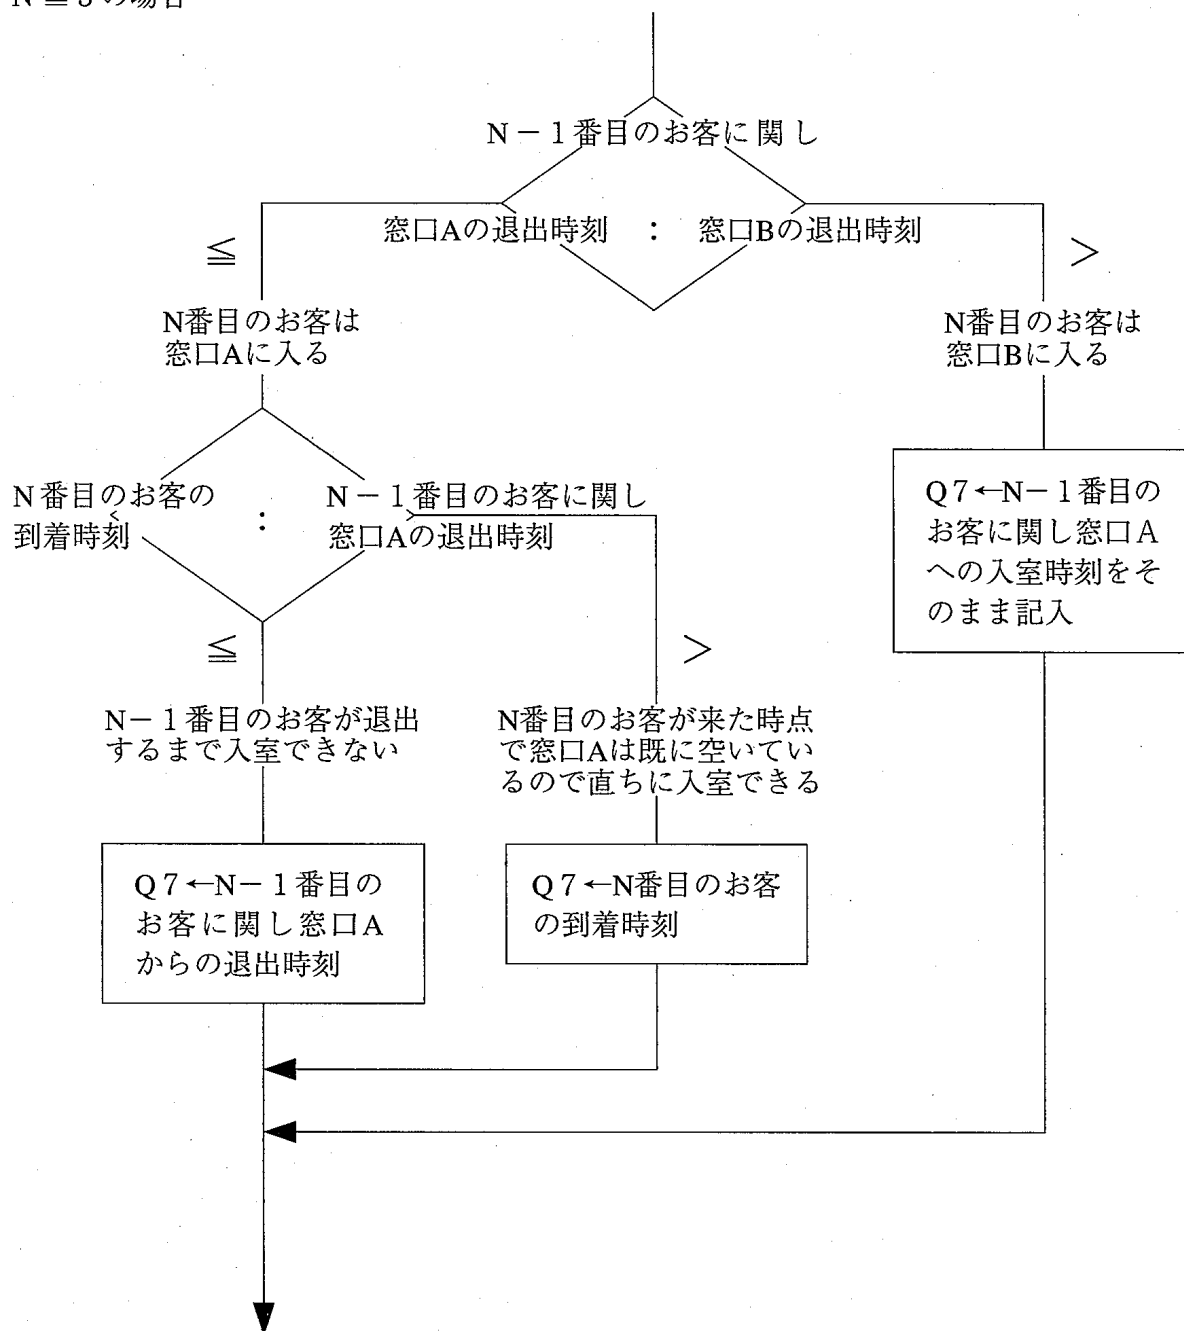 N－1番目のお客に関し
窓口Aの退出時刻 ： 窓口Bの退出時刻
≦
＞
N番目のお客は
窓口Aに入る
N番目のお客は
窓口Bに入る
N番目のお客の
到着時刻
：
N－1番目のお客に関し
窓口Aの退出時刻
Q7←N－1番目の
お客に関し窓口A
への入室時刻をそ
のまま記入
≦
＞
N－1番目のお客が退出
するまで入室できない
N番目のお客が来た時点
で窓口Aは既に空いてい
るので直ちに入室できる
Q7←N－1番目の
お客に関し窓口A
からの退出時刻
Q7←N番目のお客
の到着時刻